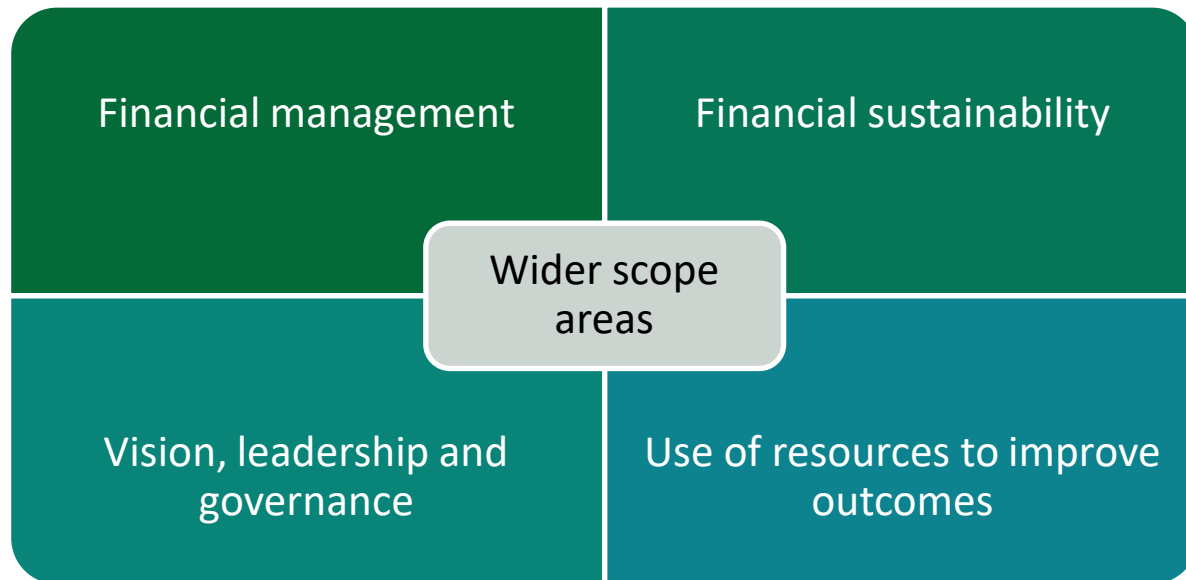 Financial management
Financial sustainability
Wider scope
areas
Vision, leadership and
governance
Use of resources to improve
outcomes